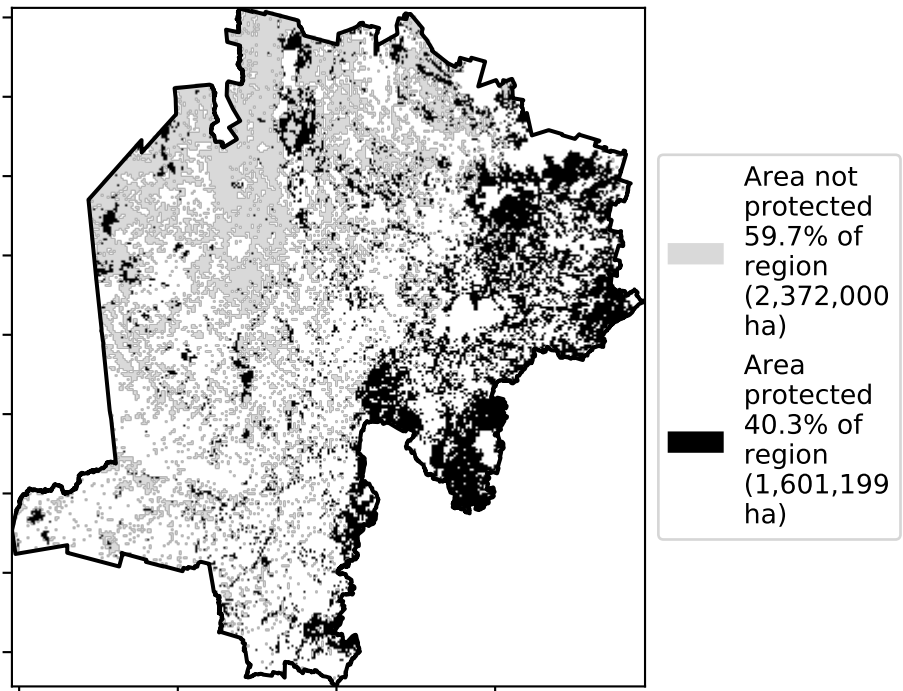 Area not
protected
59.7% of
region
(2,372,000
ha)
Area
protected
40.3% of
region
(1,601,199
ha)